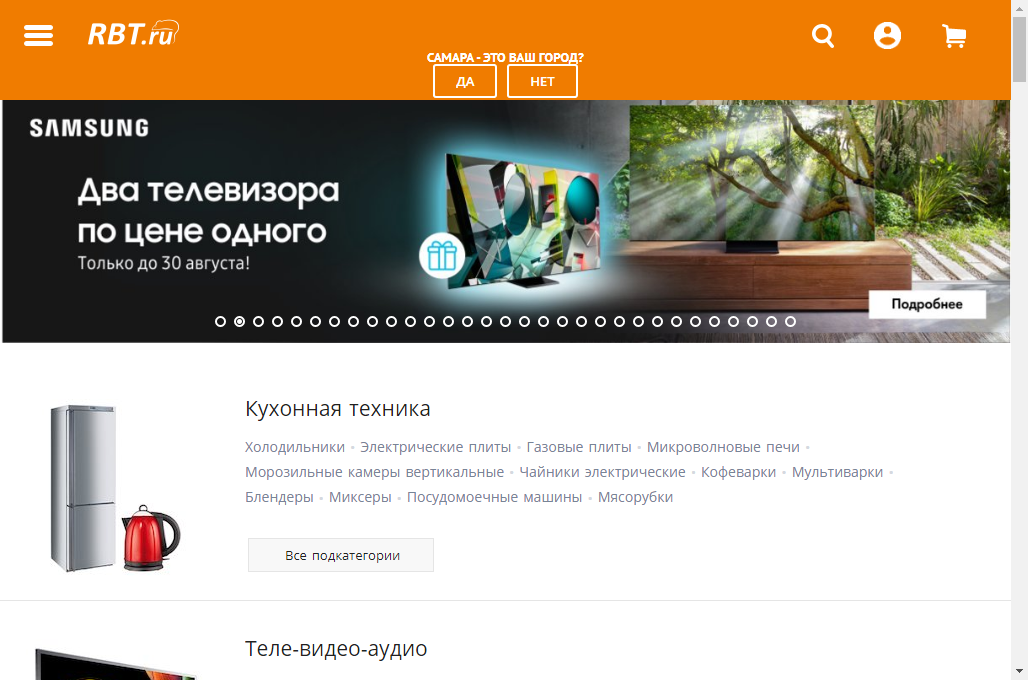 RBT.ru
САМАРА - ЭТО ВАШ ГОРОД?
ДА НЕТ
SAMSUNG
Два телевизора
по цене одного
Только до 30 августа!
Подробнее
Кухонная техника
Холодильники • Электрические плиты • Газовые плиты • Микроволновые печи •
Морозильные камеры вертикальные • Чайники электрические • Кофеварки • Мультиварки •
Блендеры • Миксеры • Посудомоечные машины • Мясорубки
Все подкатегории
Теле-видео-аудио